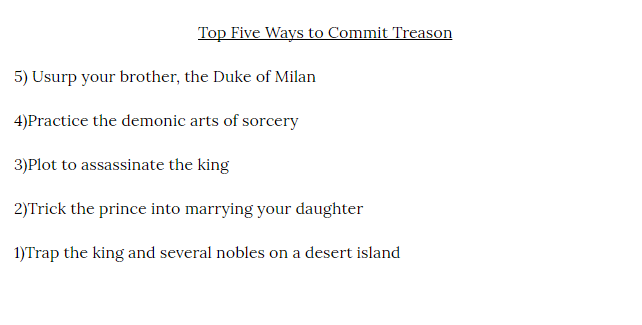 Top Five Ways to Commit Treason
5) Usurp your brother, the Duke of Milan
4)Practice the demonic arts of sorcery
3)Plot to assassinate the king
2)Trick the prince into marrying your daughter
1)Trap the king and several nobles on a desert island